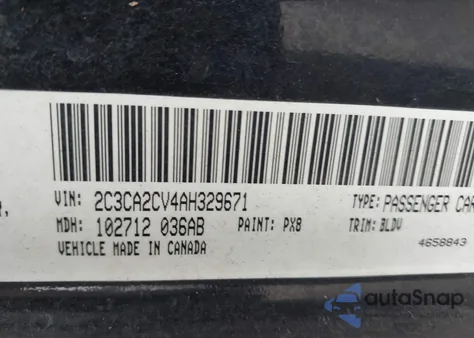 VIN: 2C3CA2CV4AH329671 TYPE: PASSENGER CAR
MDH: 102712 036AB PAINT: PX8 TRIM: BLDV
VEHICLE MADE IN CANADA 4658843
autoSnap